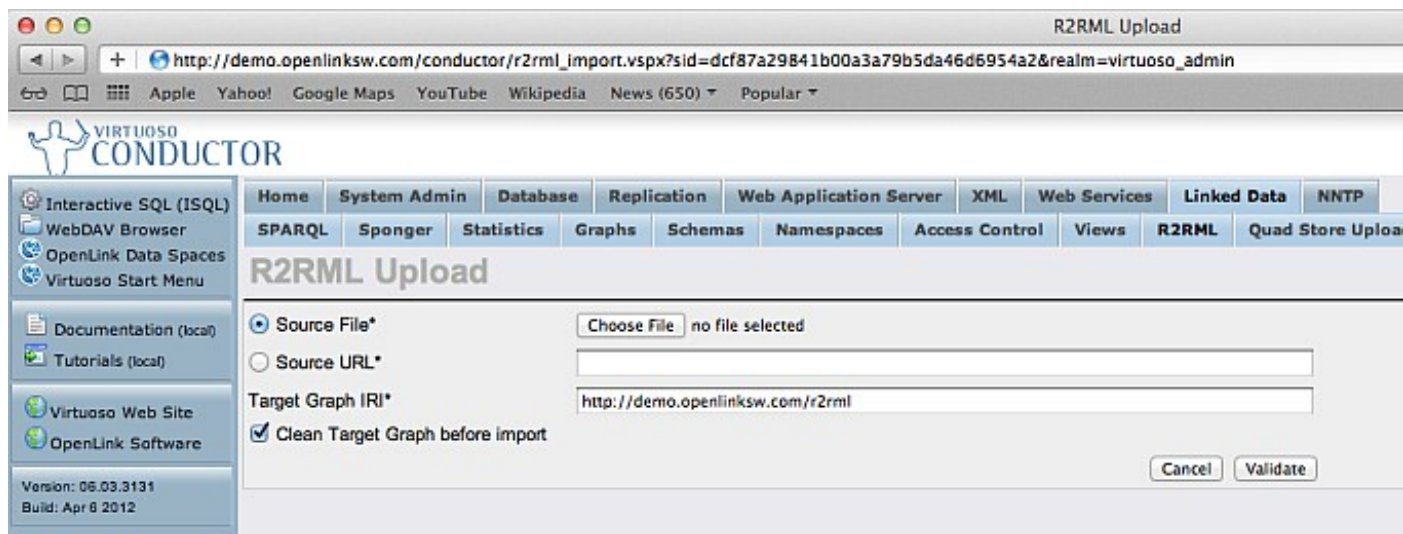 R2RML Upload
http://demo.openlinksw.com/conductor/r2rml_import.vspx?sid=dcf87a29841b00a3a79b5da46d6954a2&realm=virtuoso_admin
Apple Yahoo! Google Maps YouTube Wikipedia News (650) Popular
VIRTUOSO
CONDUCTOR
Interactive SQL (ISQL)
WebDAV Browser
OpenLink Data Spaces
Virtuoso Start Menu
Documentation (local)
Tutorials (local)
Virtuoso Web Site
OpenLink Software
Version: 06.03.3131
Build: Apr 6 2012
Home System Admin Database Replication Web Application Server XML Web Services Linked Data NNTP
SPARQL Sponger Statistics Graphs Schemas Namespaces Access Control Views R2RML Quad Store Uploa
R2RML Upload
Source File* Choose File no file selected
Source URL*
Target Graph IRI* http://demo.openlinksw.com/r2rml
Clean Target Graph before import
Cancel Validate